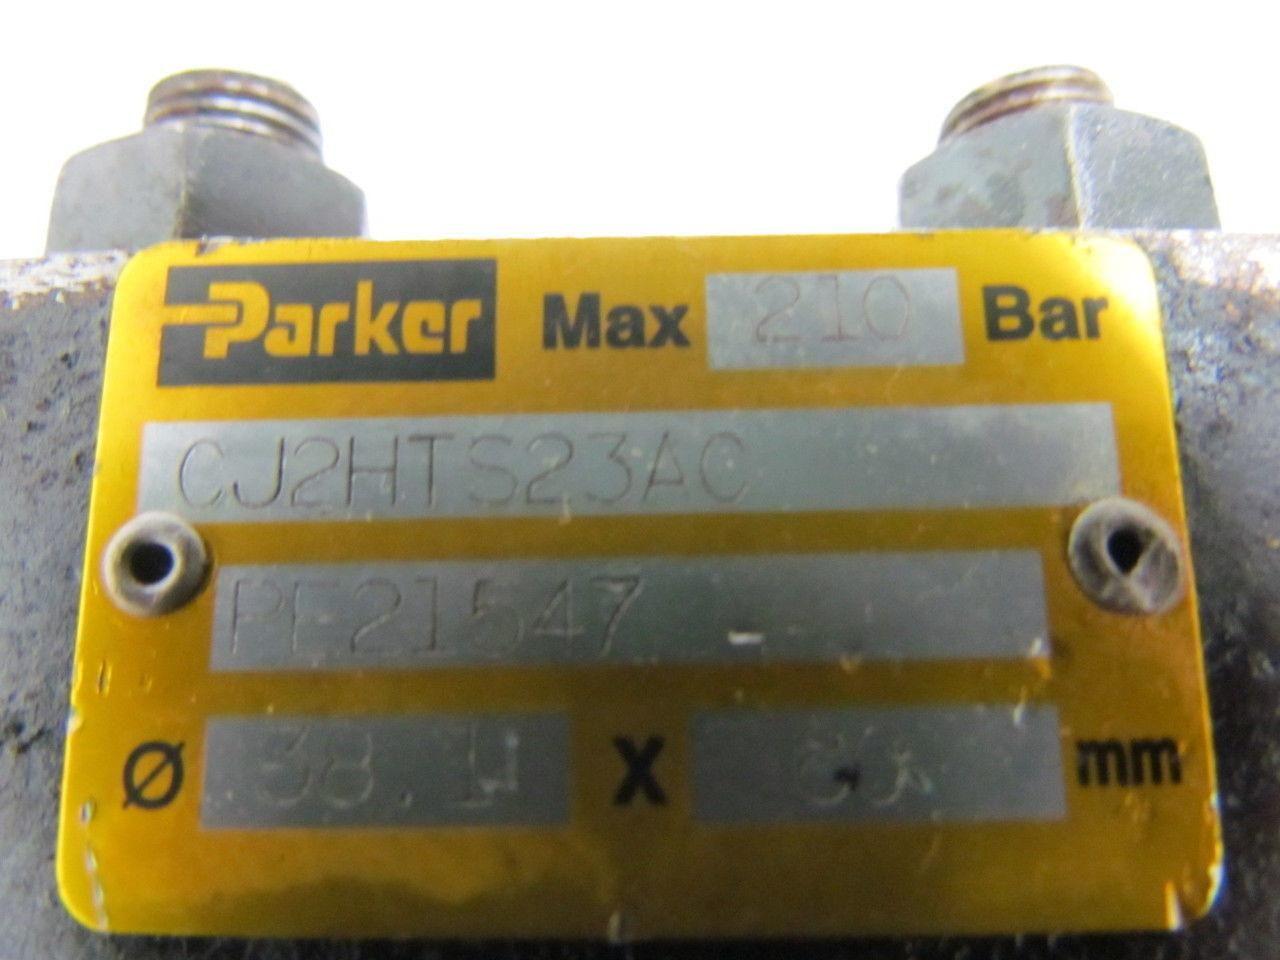 Parker Max 210 Bar
CJ2HTS23AC
PE21547
Ø 38.1 X mm